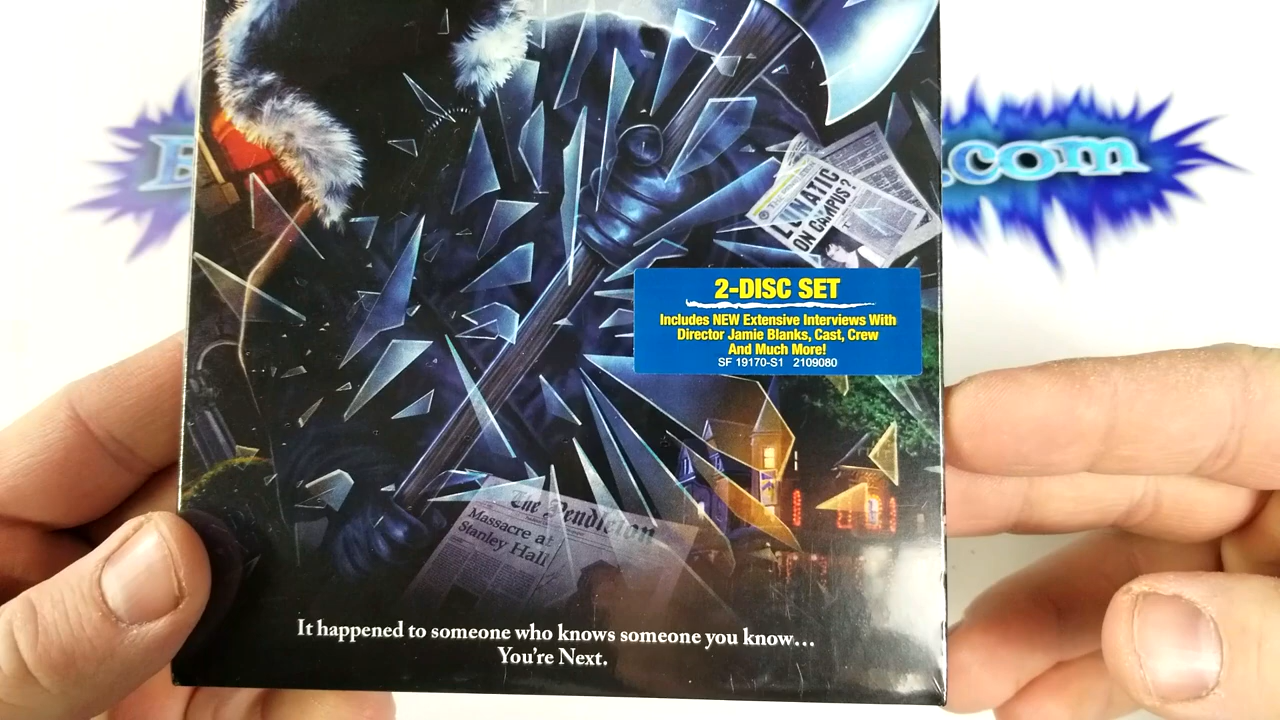 .com
LUNATIC
ON CAMPUS?
2-DISC SET
Includes NEW Extensive Interviews With
Director Jamie Blanks, Cast, Crew
And Much More!
SF 19170-S1 2109080
The Pendleton
Massacre at
Stanley Hall
It happened to someone who knows someone you know...
You're Next.